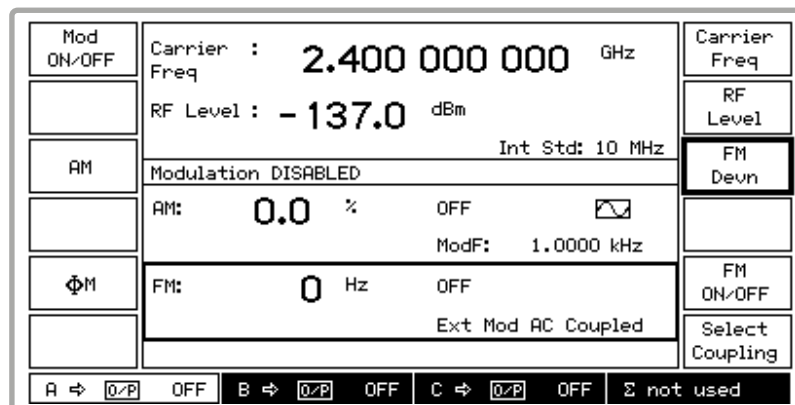 Mod
ON/OFF
AM
ΦM
Carrier :
Freq
2.400 000 000 GHz
RF Level : -137.0 dBm
Int Std: 10 MHz
Modulation DISABLED
AM: 0.0 % OFF
ModF: 1.0000 kHz
FM: 0 Hz OFF
Ext Mod AC Coupled
Carrier
Freq
RF
Level
FM
Devn
FM
ON/OFF
Select
Coupling
A ⇨ O/P OFF B ⇨ O/P OFF C ⇨ O/P OFF Σ not used